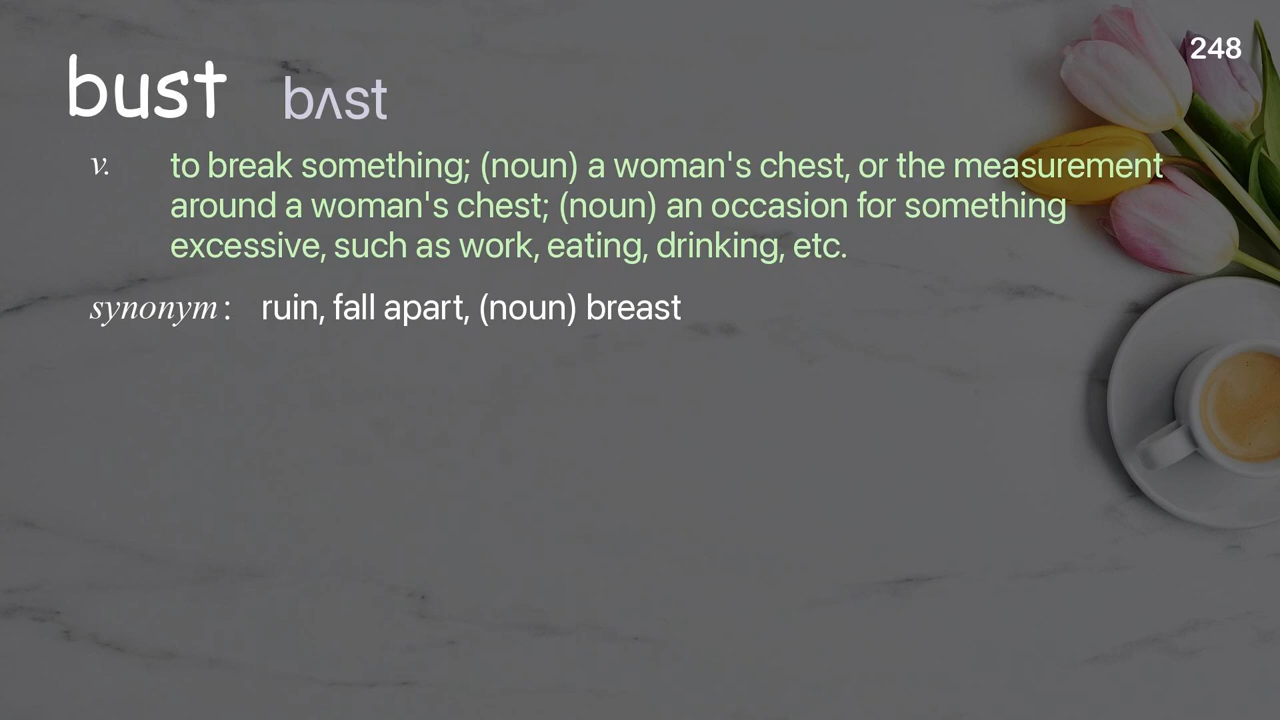 248
bust bʌst
v. to break something; (noun) a woman's chest, or the measurement
around a woman's chest; (noun) an occasion for something
excessive, such as work, eating, drinking, etc.
synonym: ruin, fall apart, (noun) breast